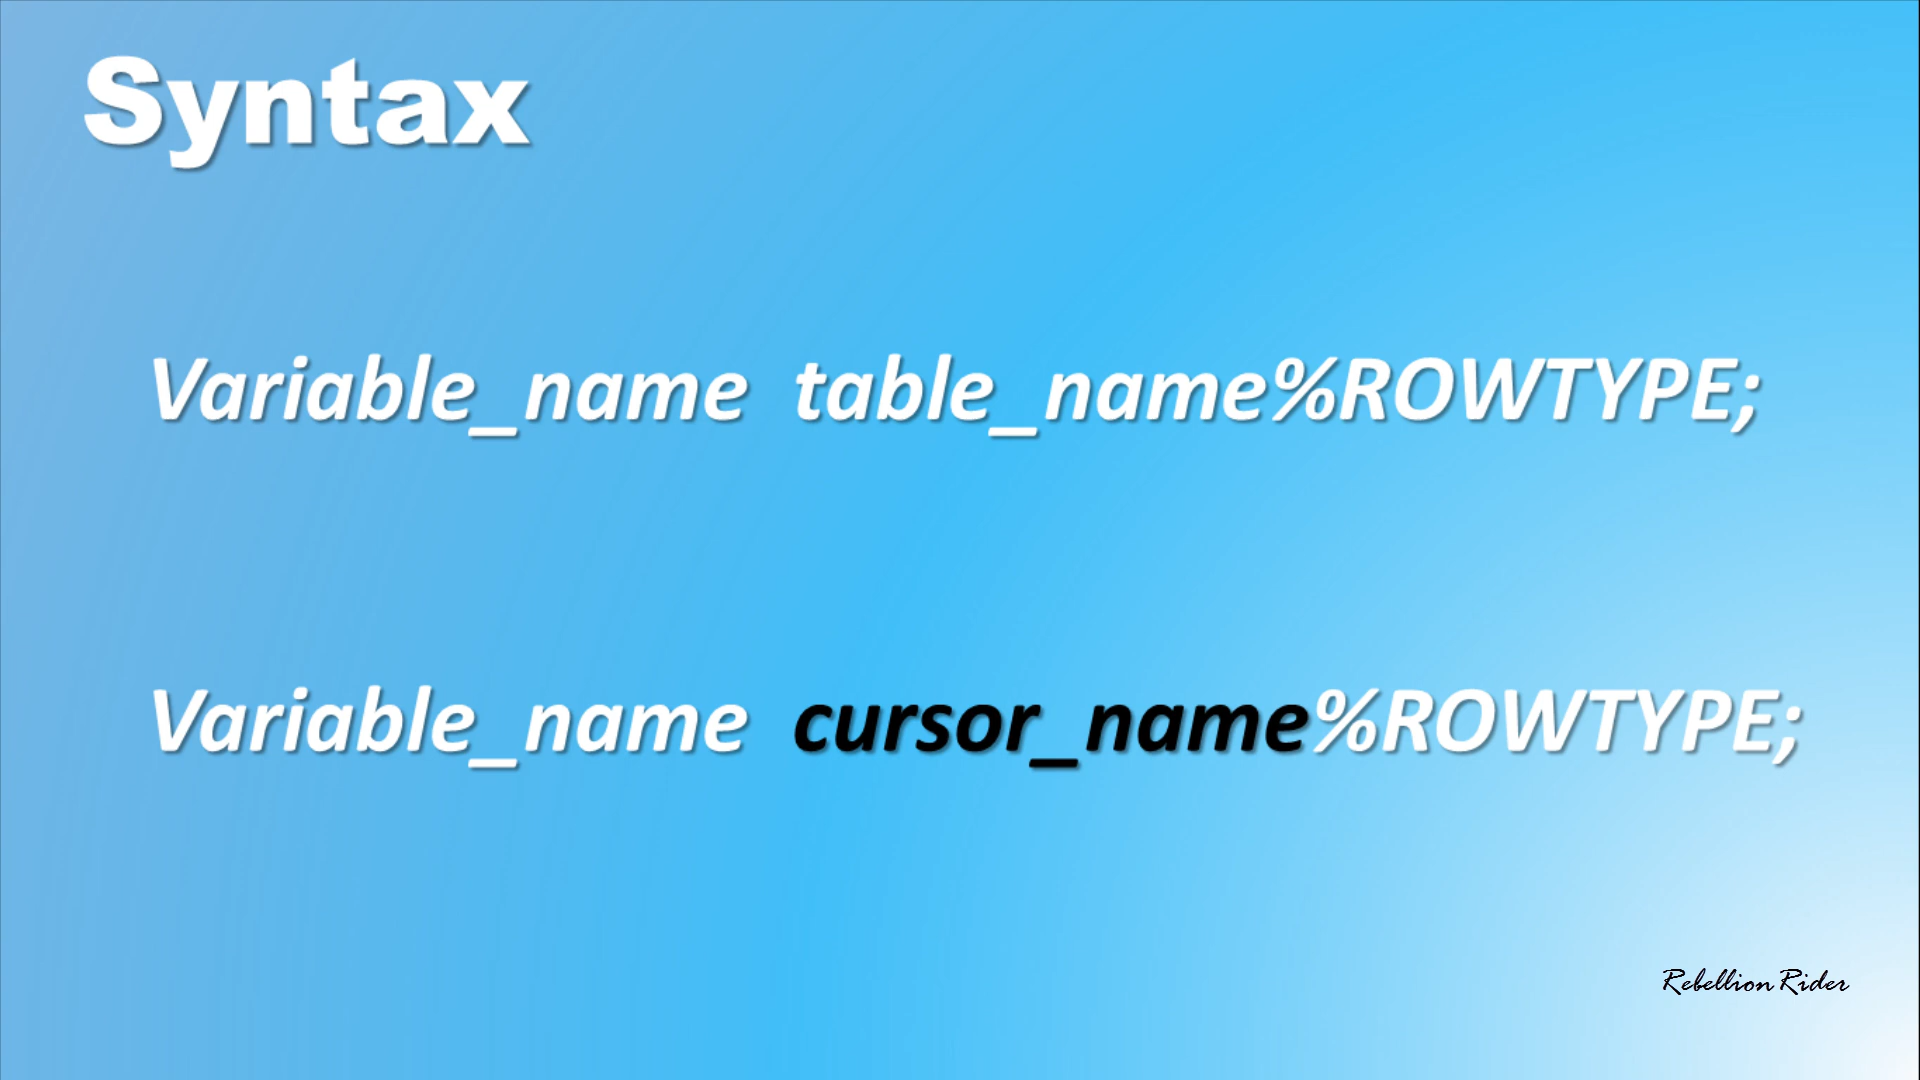 Syntax
Variable_name table_name%ROWTYPE;
Variable_name cursor_name%ROWTYPE;
Rebellion Rider